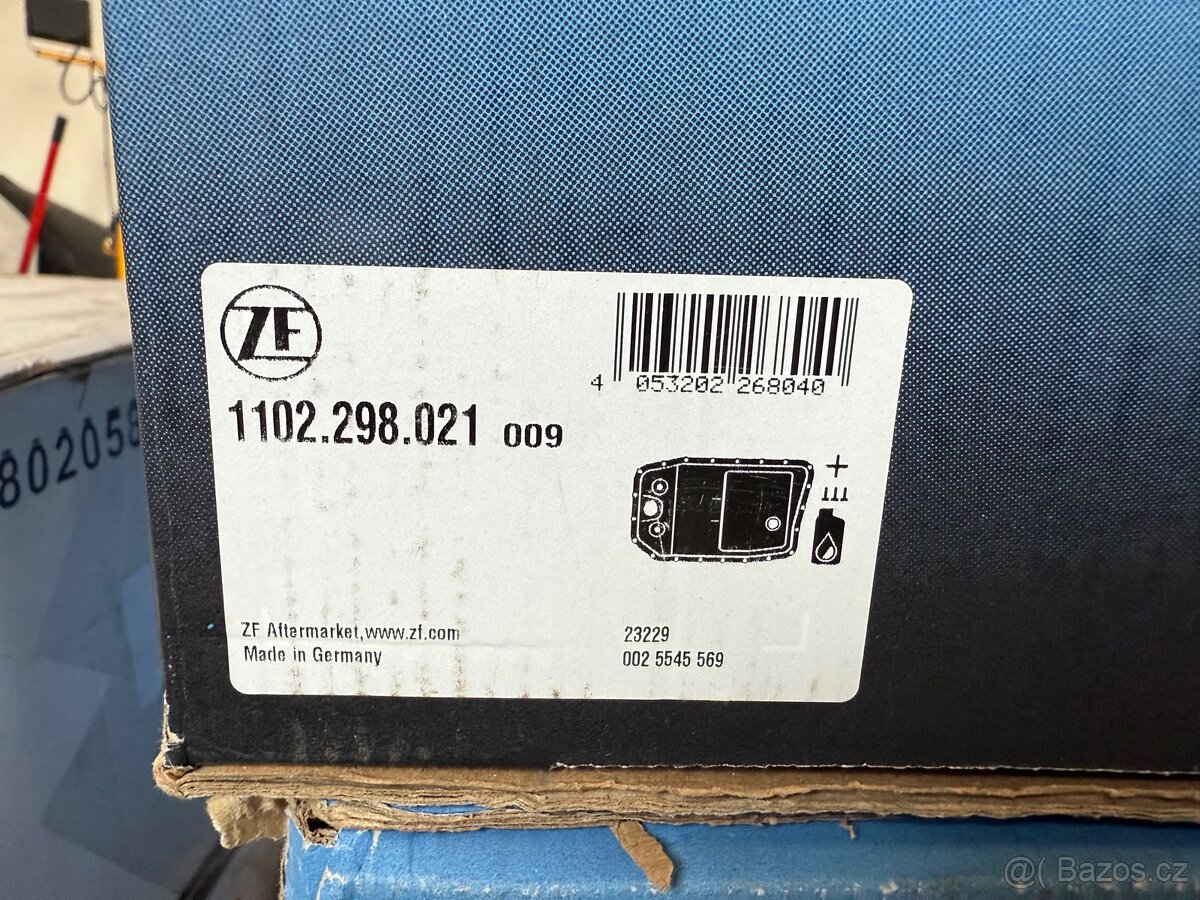 ZF
4 053202 268040
1102.298.021 009
+
ZF Aftermarket,www.zf.com
Made in Germany
23229
002 5545 569
802058
@( Bazos.cz